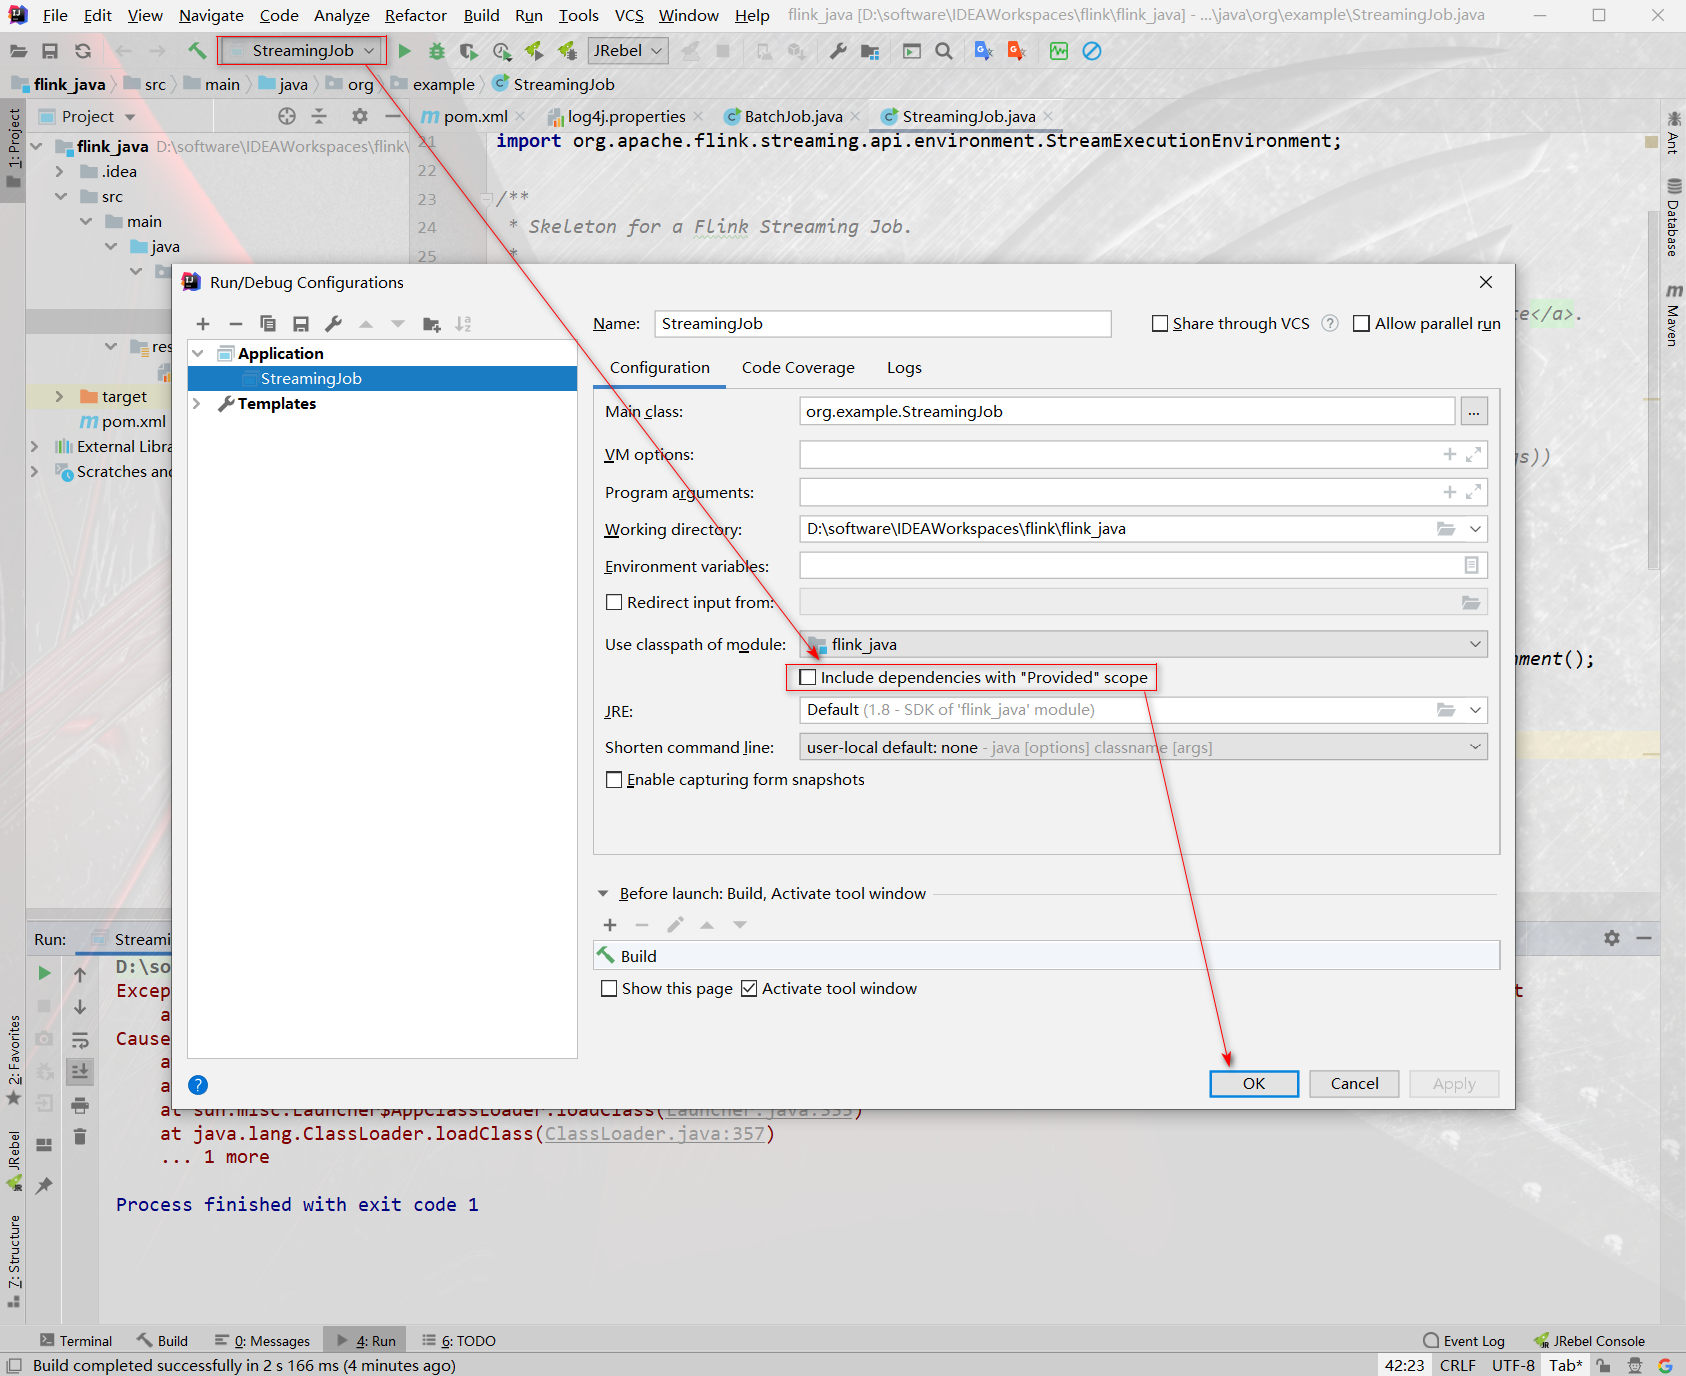 File Edit View Navigate Code Analyze Refactor Build Run Tools VCS Window Help flink_java [D:\software\IDEAWorkspaces\flink\flink_java] - ...\java\org\example\StreamingJob.java
StreamingJob JRebel
flink_java src main java org example StreamingJob
Project pom.xml log4j.properties BatchJob.java StreamingJob.java
1: Project
flink_java D:\software\IDEAWorkspaces\flink\
.idea
src
main
java
res
target
pom.xml
External Libra
Scratches and
21 import org.apache.flink.streaming.api.environment.StreamExecutionEnvironment;
22
23 /**
24 * Skeleton for a Flink Streaming Job.
25 *
e</a>.
s))
nment();
Ant
Database
Maven
Run/Debug Configurations
Name: StreamingJob Share through VCS Allow parallel run
Application
StreamingJob
Templates
Configuration Code Coverage Logs
Main class: org.example.StreamingJob ...
VM options:
Program arguments:
Working directory: D:\software\IDEAWorkspaces\flink\flink_java
Environment variables:
Redirect input from:
Use classpath of module: flink_java
Include dependencies with "Provided" scope
JRE: Default (1.8 - SDK of 'flink_java' module)
Shorten command line: user-local default: none - java [options] classname [args]
Enable capturing form snapshots
Before launch: Build, Activate tool window
Build
Show this page Activate tool window
OK Cancel Apply
Run: Streami
D:\so
Excep t
a
Cause
a
a
at sun.misc.Launcher$AppClassLoader.loadClass(Launcher.java:355)
at java.lang.ClassLoader.loadClass(ClassLoader.java:357)
... 1 more
Process finished with exit code 1
2: Favorites
JRebel
7: Structure
Terminal Build 0: Messages 4: Run 6: TODO Event Log JRebel Console
Build completed successfully in 2 s 166 ms (4 minutes ago) 42:23 CRLF UTF-8 Tab*